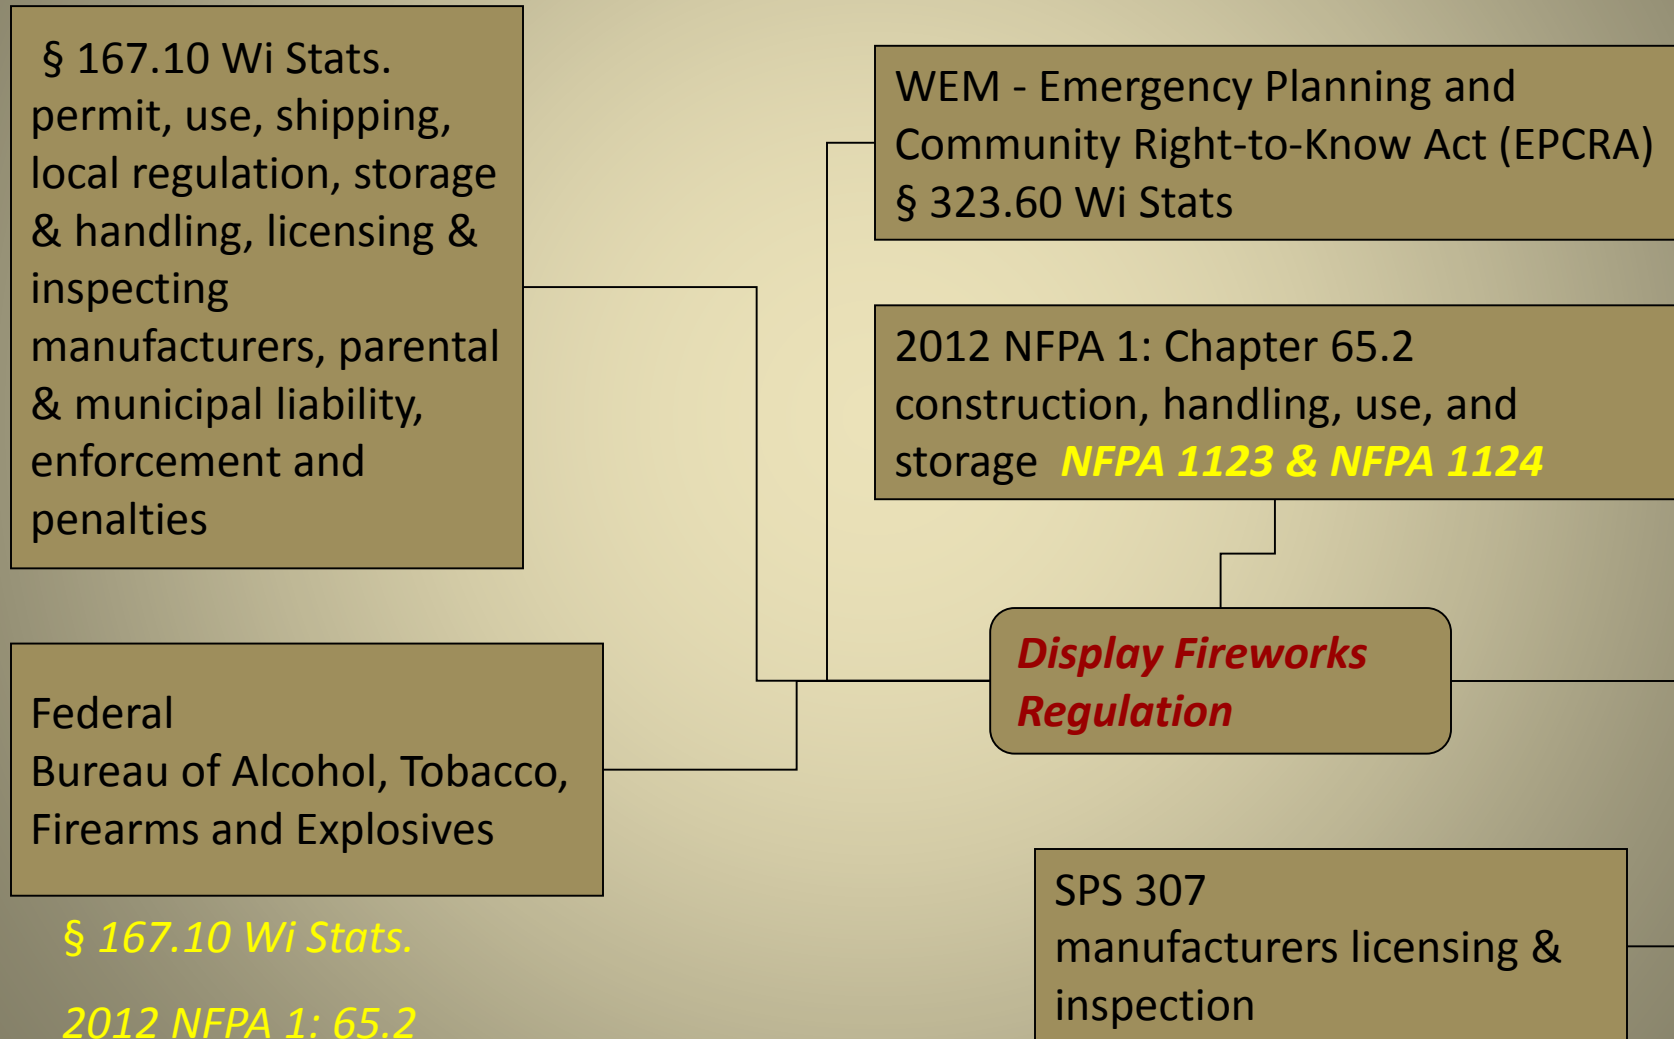 § 167.10 Wi Stats.
permit, use, shipping,
local regulation, storage
& handling, licensing &
inspecting
manufacturers, parental
& municipal liability,
enforcement and
penalties
WEM - Emergency Planning and
Community Right-to-Know Act (EPCRA)
§ 323.60 Wi Stats
2012 NFPA 1: Chapter 65.2
construction, handling, use, and
storage NFPA 1123 & NFPA 1124
Display Fireworks
Regulation
Federal
Bureau of Alcohol, Tobacco,
Firearms and Explosives
§ 167.10 Wi Stats.
2012 NFPA 1: 65.2
SPS 307
manufacturers licensing &
inspection